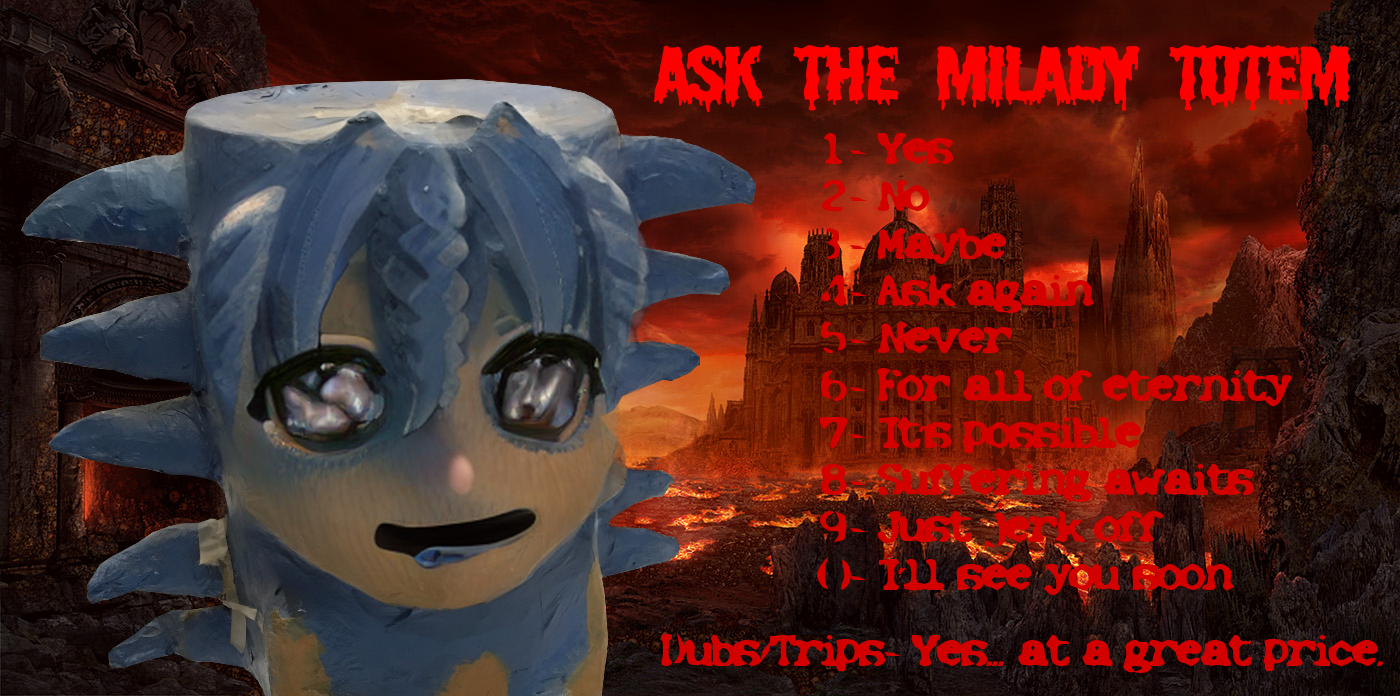 ASK THE MILADY TOTEM
1- Yes
2- No
3- Maybe
4- Ask again
5- Never
6- For all of eternity
7- It's possible
8- Suffering awaits
9- Just jerk off
0- I'll see you soon
Dubs/Trips- Yes... at a great price.